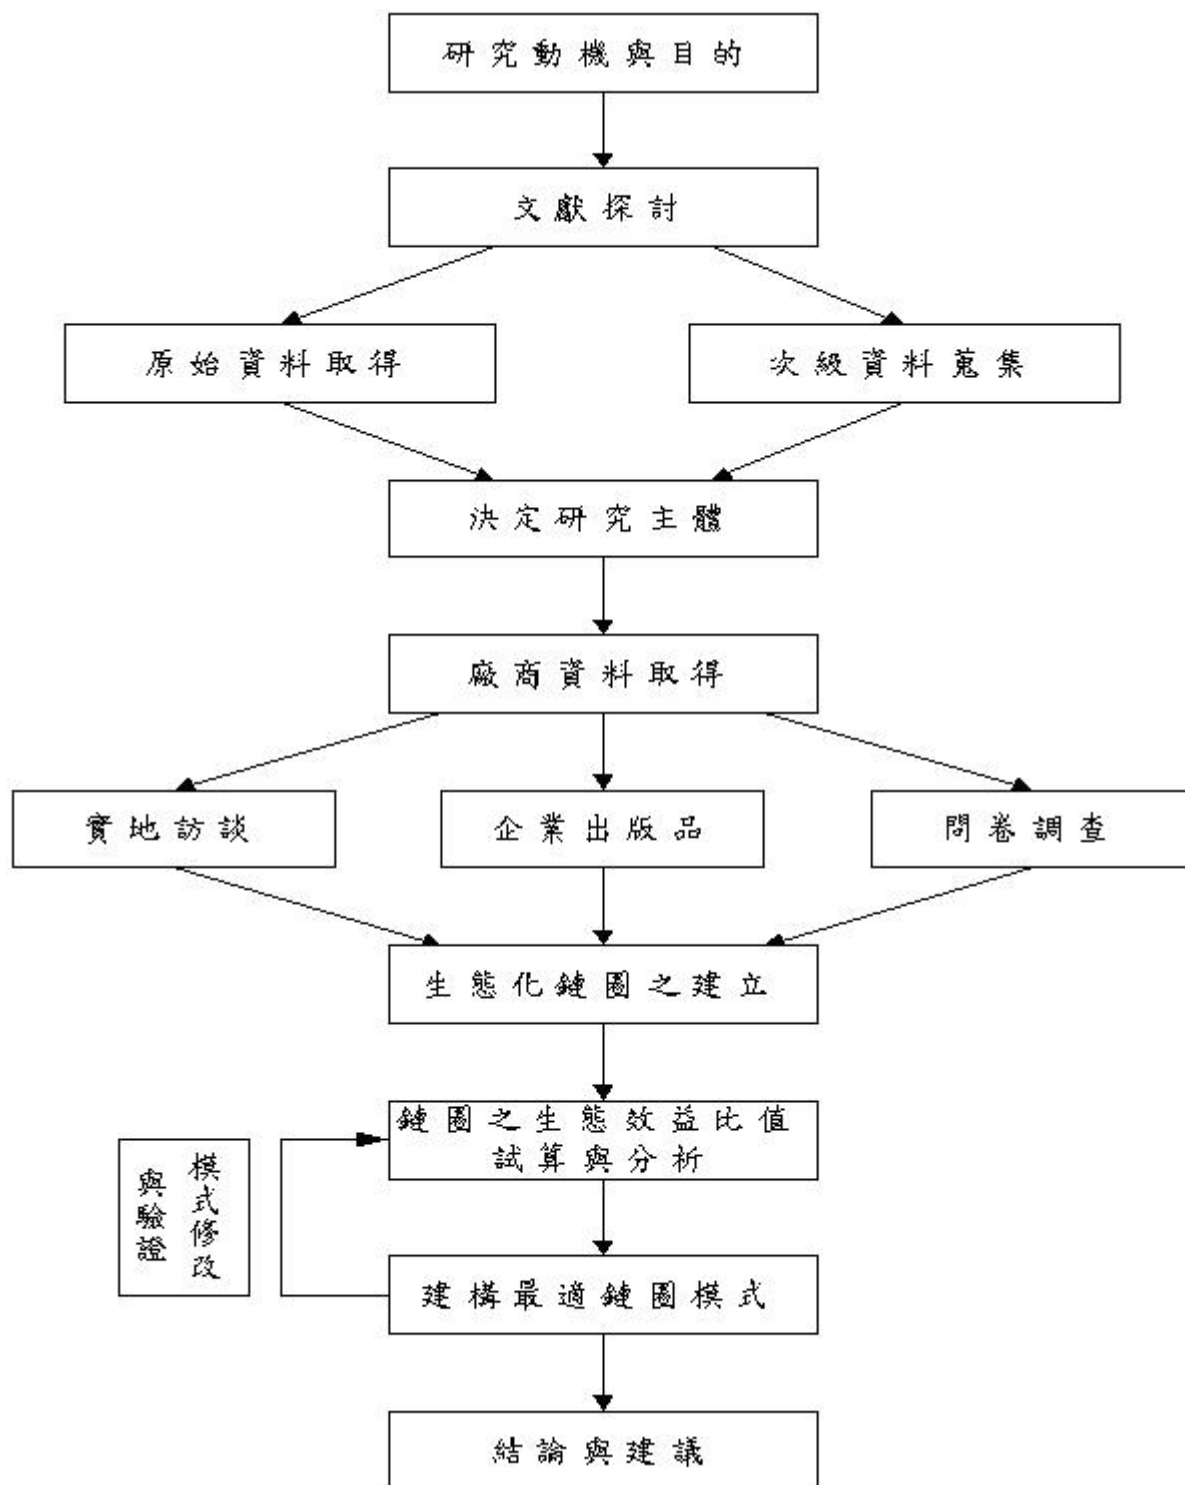 研究動機與目的
文獻探討
原始資料取得
次級資料蒐集
決定研究主體
廠商資料取得
實地訪談
企業出版品
問卷調查
生態化鏈圖之建立
鏈圖之生態效益比值
試算與分析
模式修改
與驗證
建構最適鏈圖模式
結論與建議